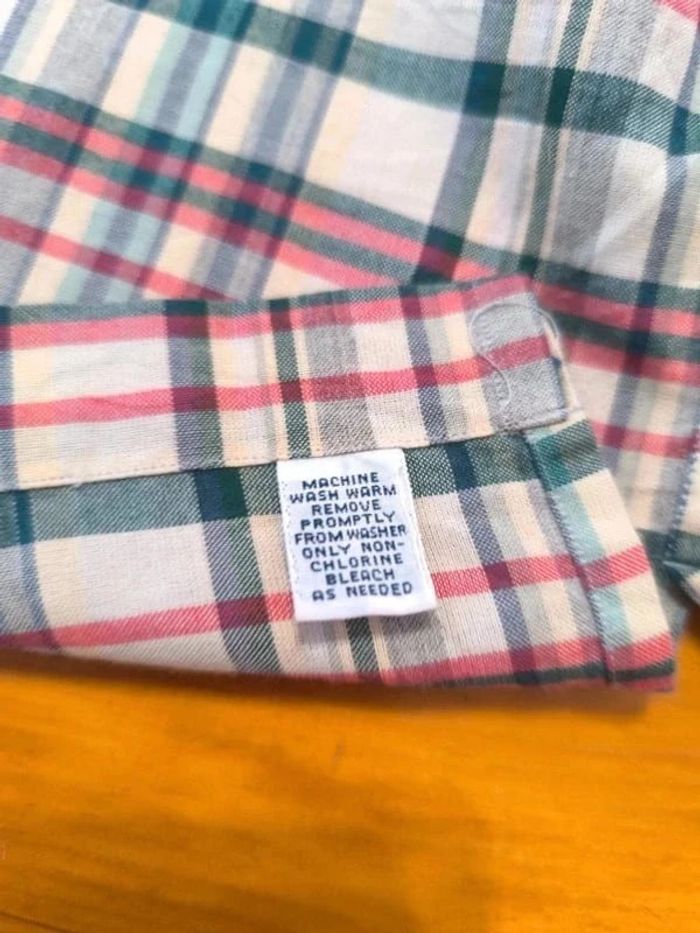 MACHINE
WASH WARM
REMOVE
PROMPTLY
FROM WASHER
ONLY NON-
CHLORINE
BLEACH
AS NEEDED